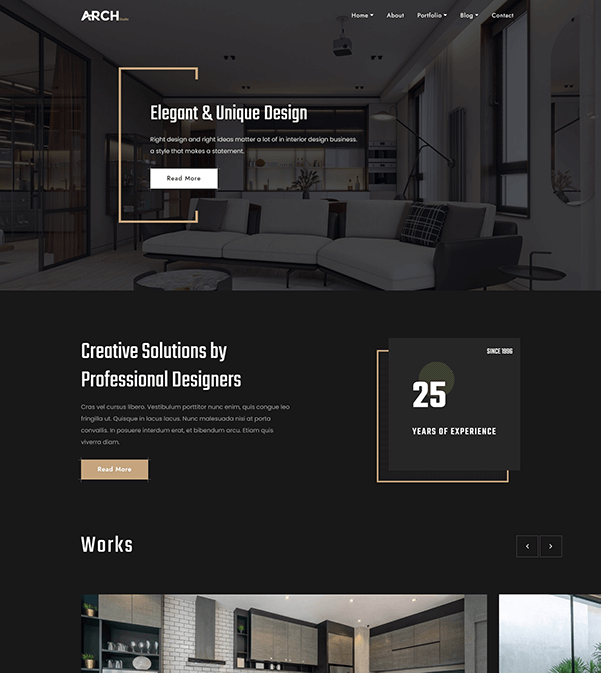 ARCH
Home About Portfolio Blog Contact
Elegant & Unique Design
Right design and right ideas matter a lot of in interior design business.
a style that makes a statement.
Read More
Creative Solutions by
Professional Designers
Cras vel cursus libero. Vestibulum porttitor nunc enim, quis congue leo
fringilla ut. Quisque in lacus lacus. Nunc malesuada nisi at porta
convallis. In posuere interdum erat, et bibendum arcu. Etiam quis
viverra diam.
Read More
SINCE 1996
25
YEARS OF EXPERIENCE
Works